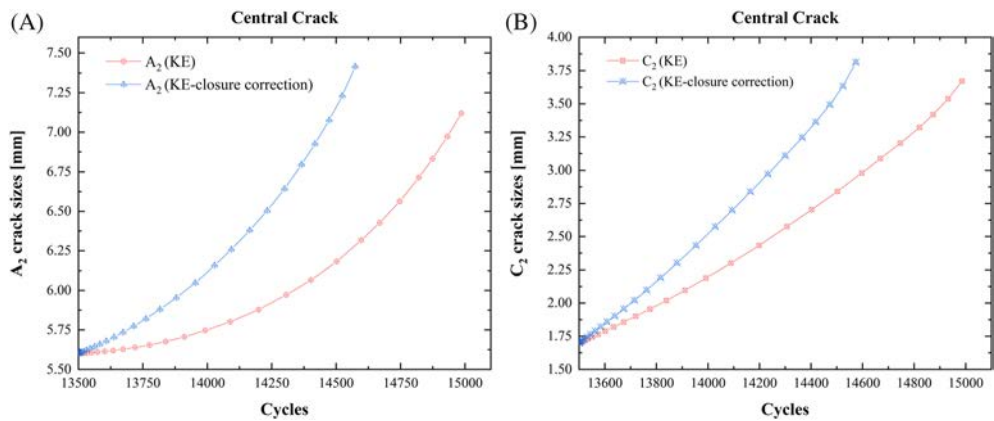 (A)
Central Crack
A2 crack sizes [mm]
7.50
7.25
7.00
6.75
6.50
6.25
6.00
5.75
5.50
A2 (KE)
A2 (KE-closure correction)
13500
13750
14000
14250
14500
14750
15000
Cycles
(B)
Central Crack
C2 crack sizes [mm]
4.00
3.75
3.50
3.25
3.00
2.75
2.50
2.25
2.00
1.75
1.50
C2 (KE)
C2 (KE-closure correction)
13600
13800
14000
14200
14400
14600
14800
15000
Cycles